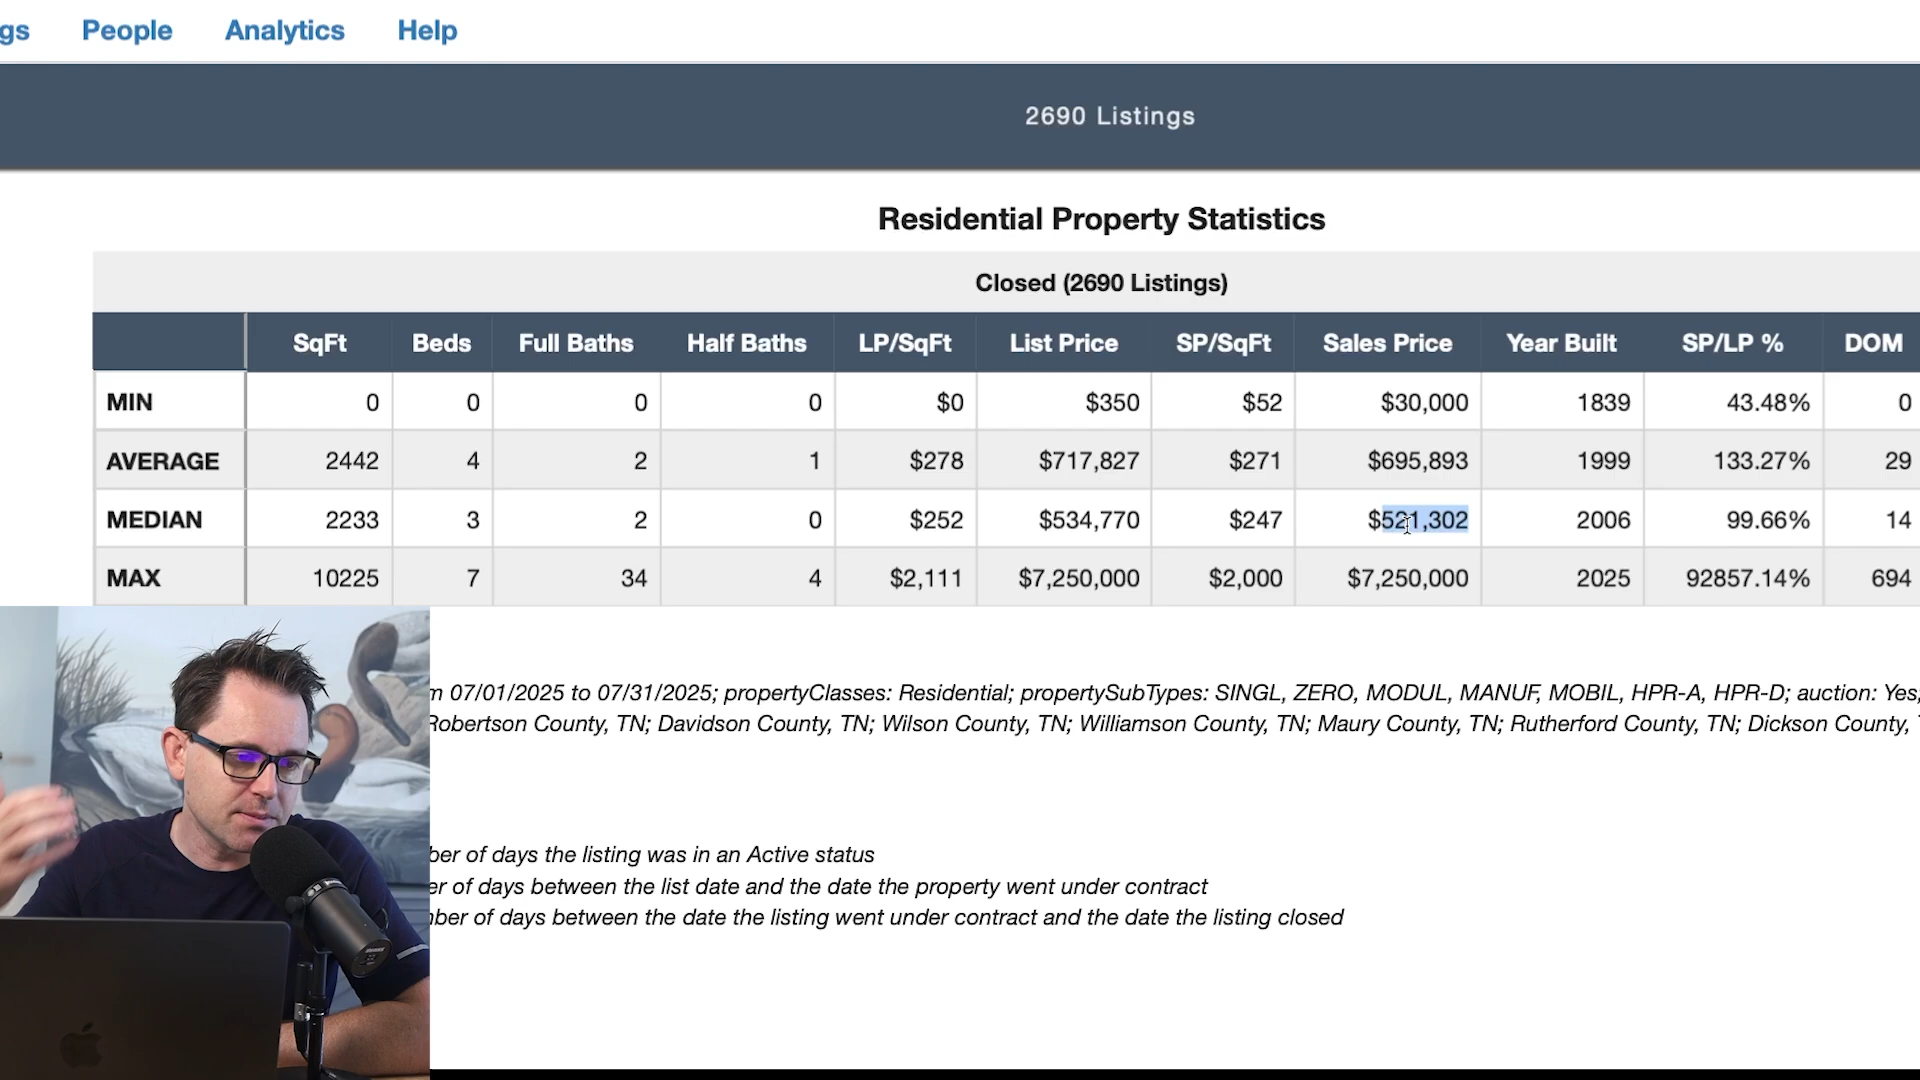 gs People Analytics Help
2690 Listings
Residential Property Statistics
Closed (2690 Listings)
SqFt Beds Full Baths Half Baths LP/SqFt List Price SP/SqFt Sales Price Year Built SP/LP % DOM
MIN 0 0 0 0 $0 $350 $52 $30,000 1839 43.48% 0
AVERAGE 2442 4 2 1 $278 $717,827 $271 $695,893 1999 133.27% 29
MEDIAN 2233 3 2 0 $252 $534,770 $247 $521,302 2006 99.66% 14
MAX 10225 7 34 4 $2,111 $7,250,000 $2,000 $7,250,000 2025 92857.14% 694
m 07/01/2025 to 07/31/2025; propertyClasses: Residential; propertySubTypes: SINGL, ZERO, MODUL, MANUF, MOBIL, HPR-A, HPR-D; auction: Yes,
Robertson County, TN; Davidson County, TN; Wilson County, TN; Williamson County, TN; Maury County, TN; Rutherford County, TN; Dickson County,
ber of days the listing was in an Active status
er of days between the list date and the date the property went under contract
ber of days between the date the listing went under contract and the date the listing closed